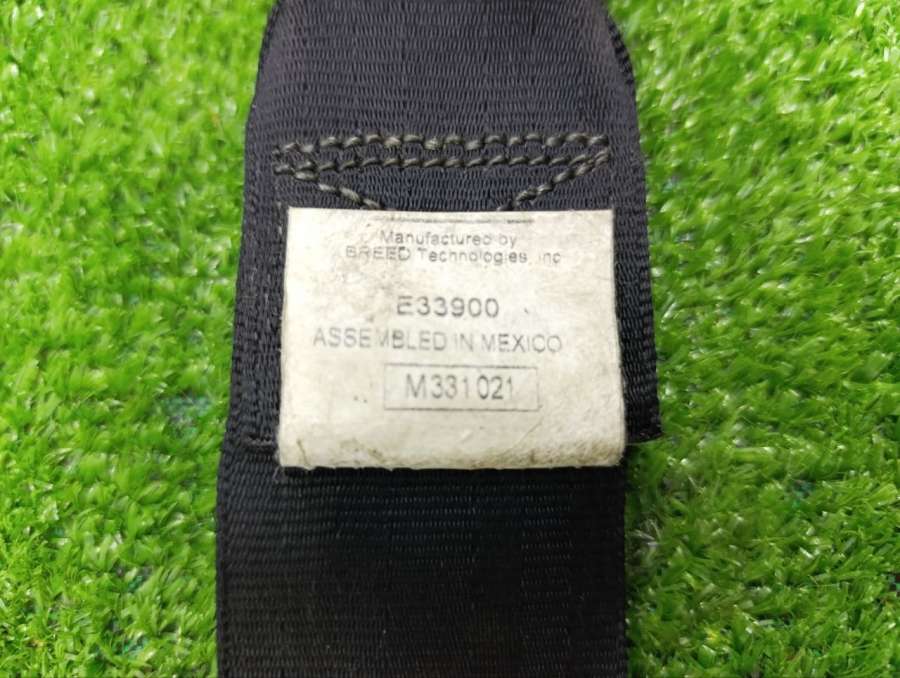 Manufactured by
BREED Technologies, Inc
E33900
ASSEMBLED IN MEXICO
M331021